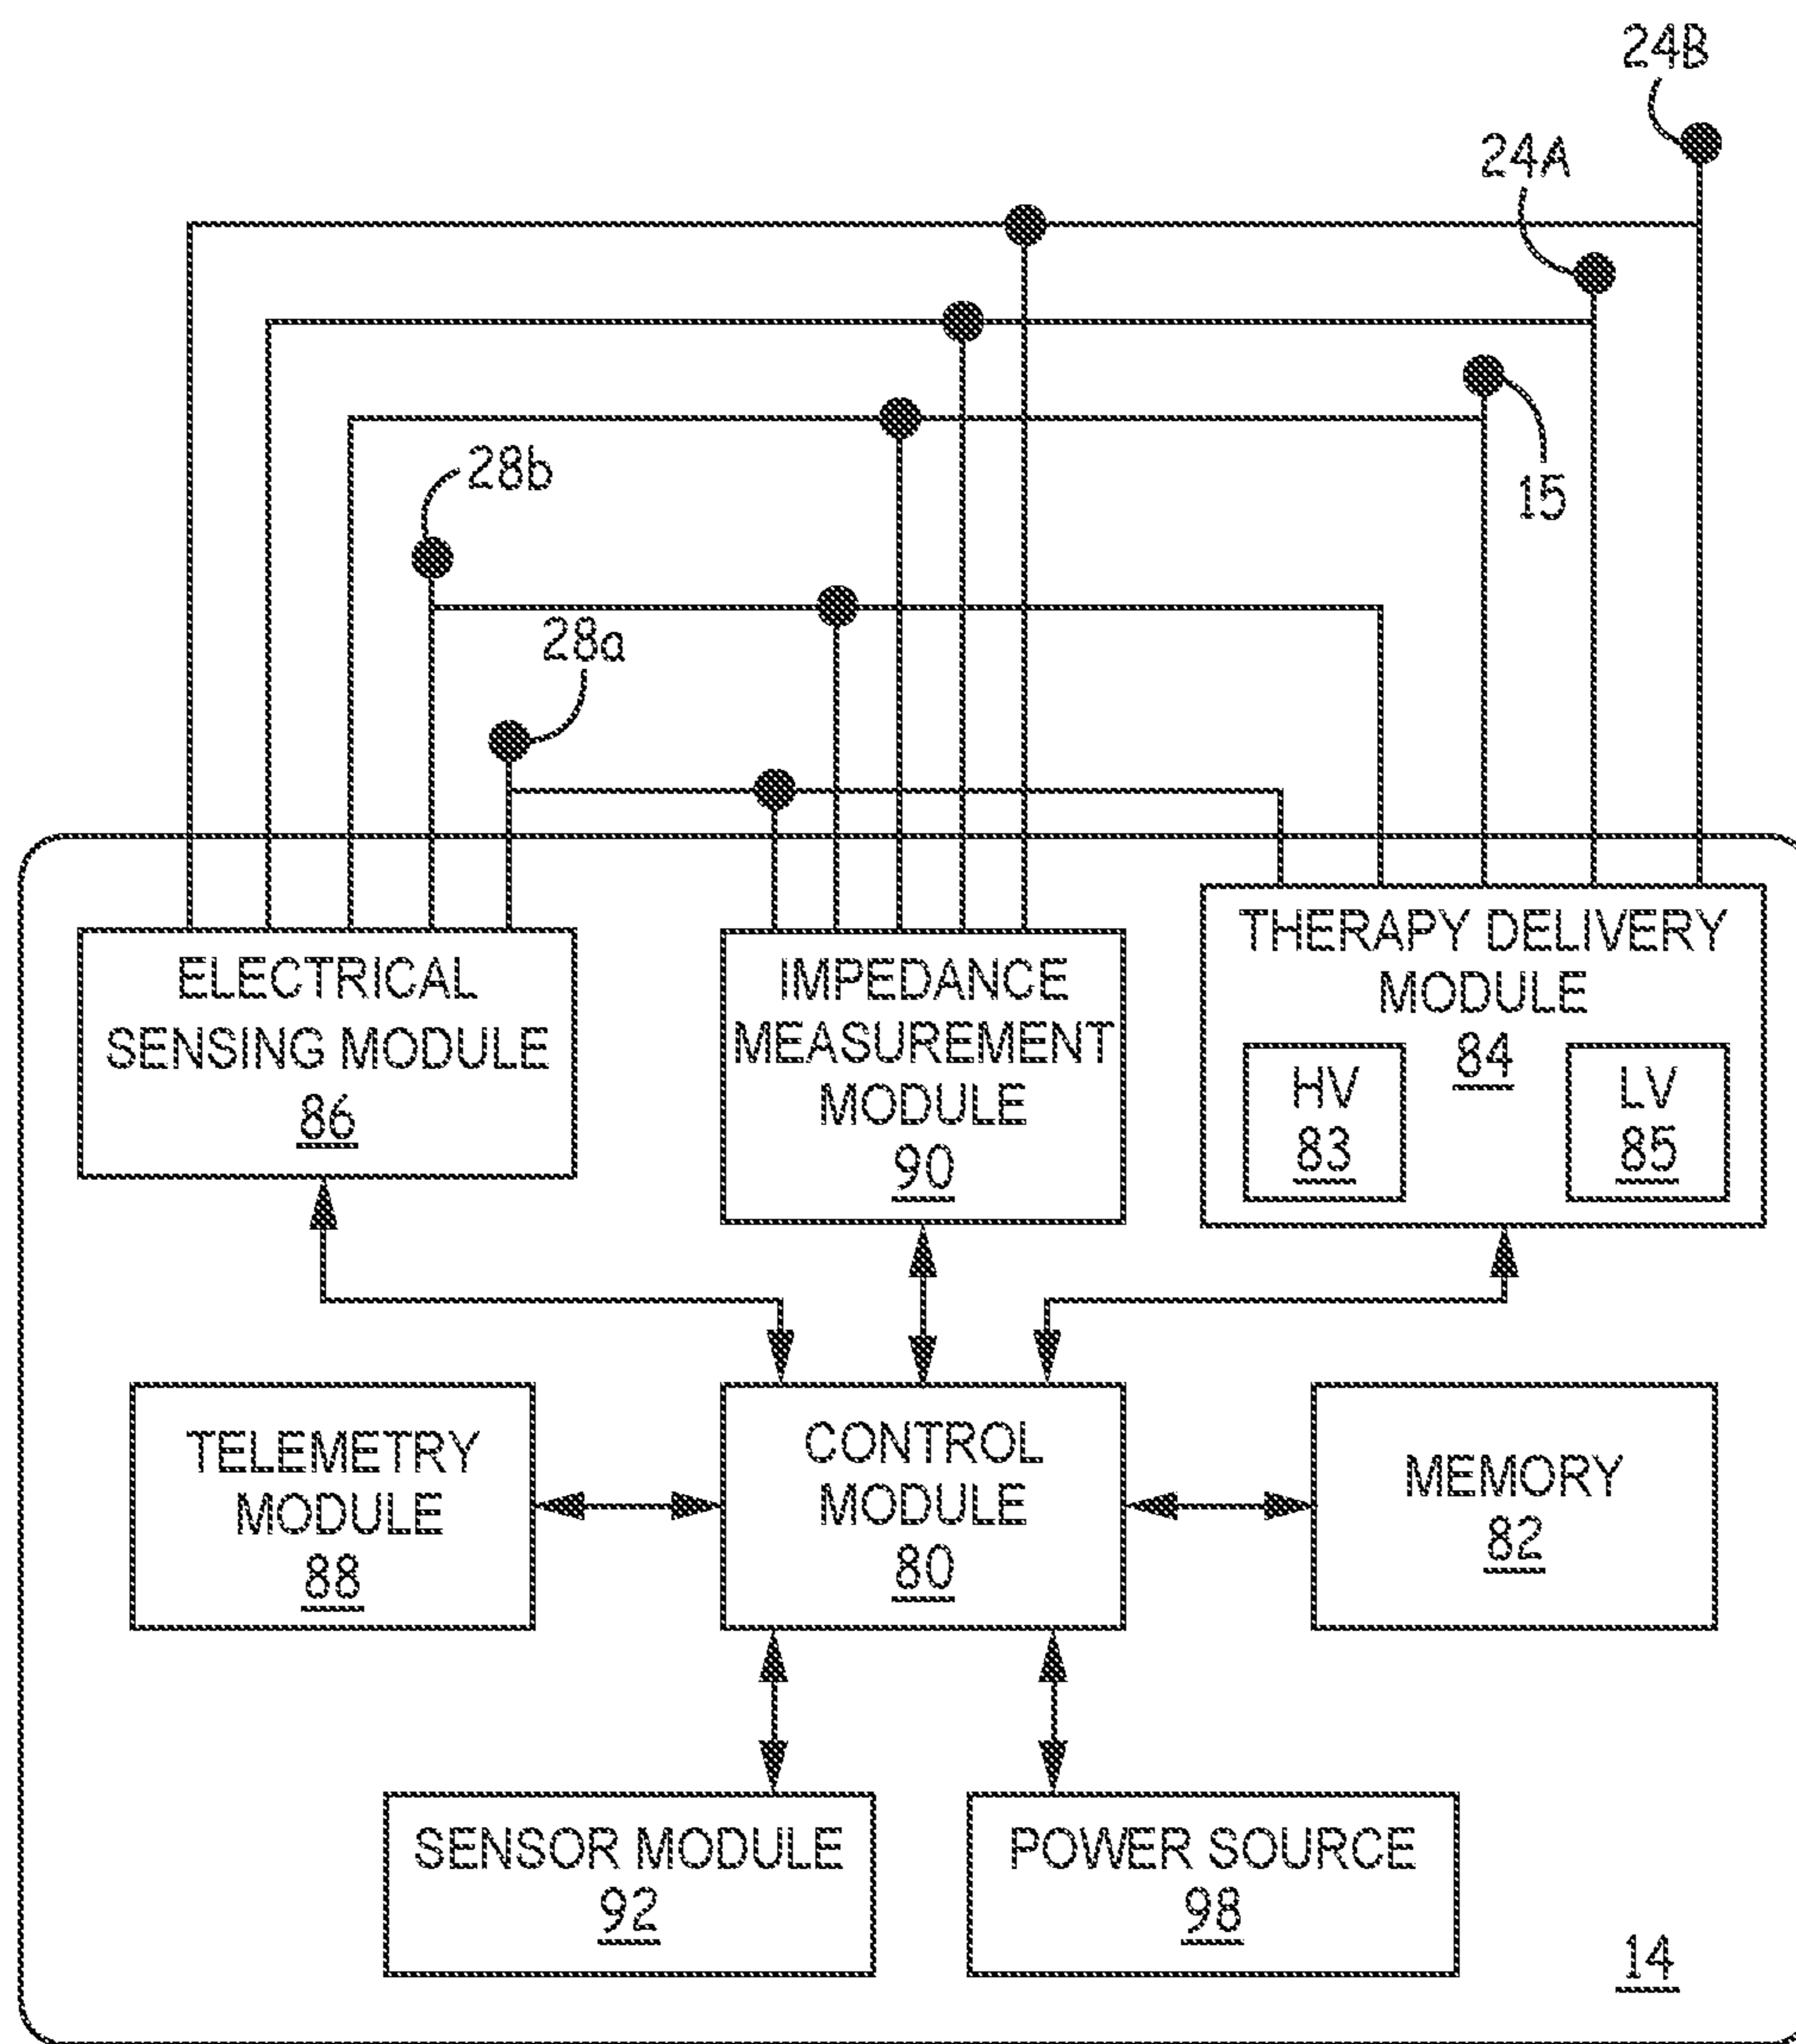 24B
24A
15
28b
28a
ELECTRICAL
SENSING MODULE
86
IMPEDANCE
MEASUREMENT
MODULE
90
THERAPY DELIVERY
MODULE
84
HV
83
LV
85
TELEMETRY
MODULE
88
CONTROL
MODULE
80
MEMORY
82
SENSOR MODULE
92
POWER SOURCE
98
14